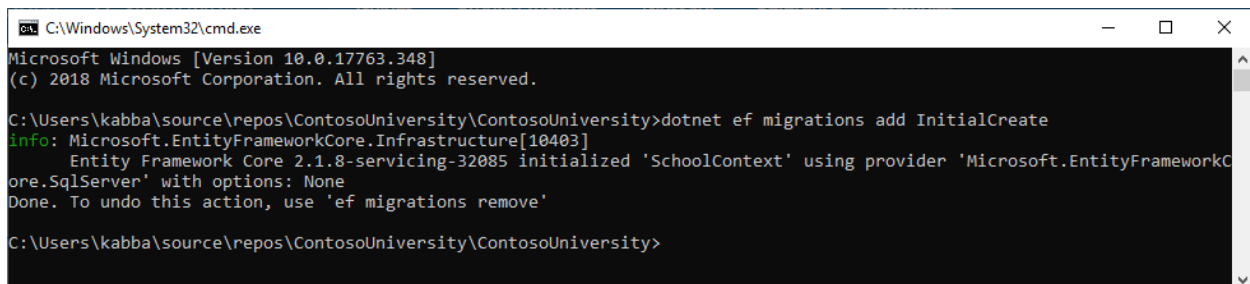 C:\Windows\System32\cmd.exe
Microsoft Windows [Version 10.0.17763.348]
(c) 2018 Microsoft Corporation. All rights reserved.
C:\Users\kabba\source\repos\ContosoUniversity\ContosoUniversity>dotnet ef migrations add InitialCreate
info: Microsoft.EntityFrameworkCore.Infrastructure[10403]
Entity Framework Core 2.1.8-servicing-32085 initialized 'SchoolContext' using provider 'Microsoft.EntityFrameworkC
ore.SqlServer' with options: None
Done. To undo this action, use 'ef migrations remove'
C:\Users\kabba\source\repos\ContosoUniversity\ContosoUniversity>